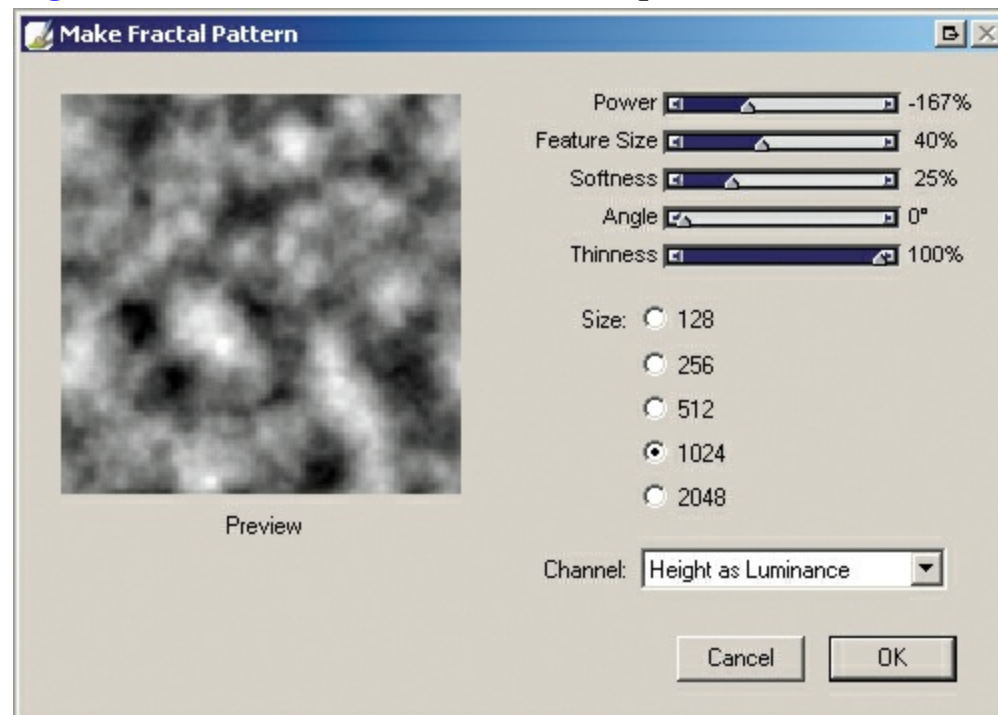 Make Fractal Pattern
Power -167%
Feature Size 40%
Softness 25%
Angle 0°
Thinness 100%
Size: 128
256
512
1024
2048
Preview
Channel: Height as Luminance
Cancel OK